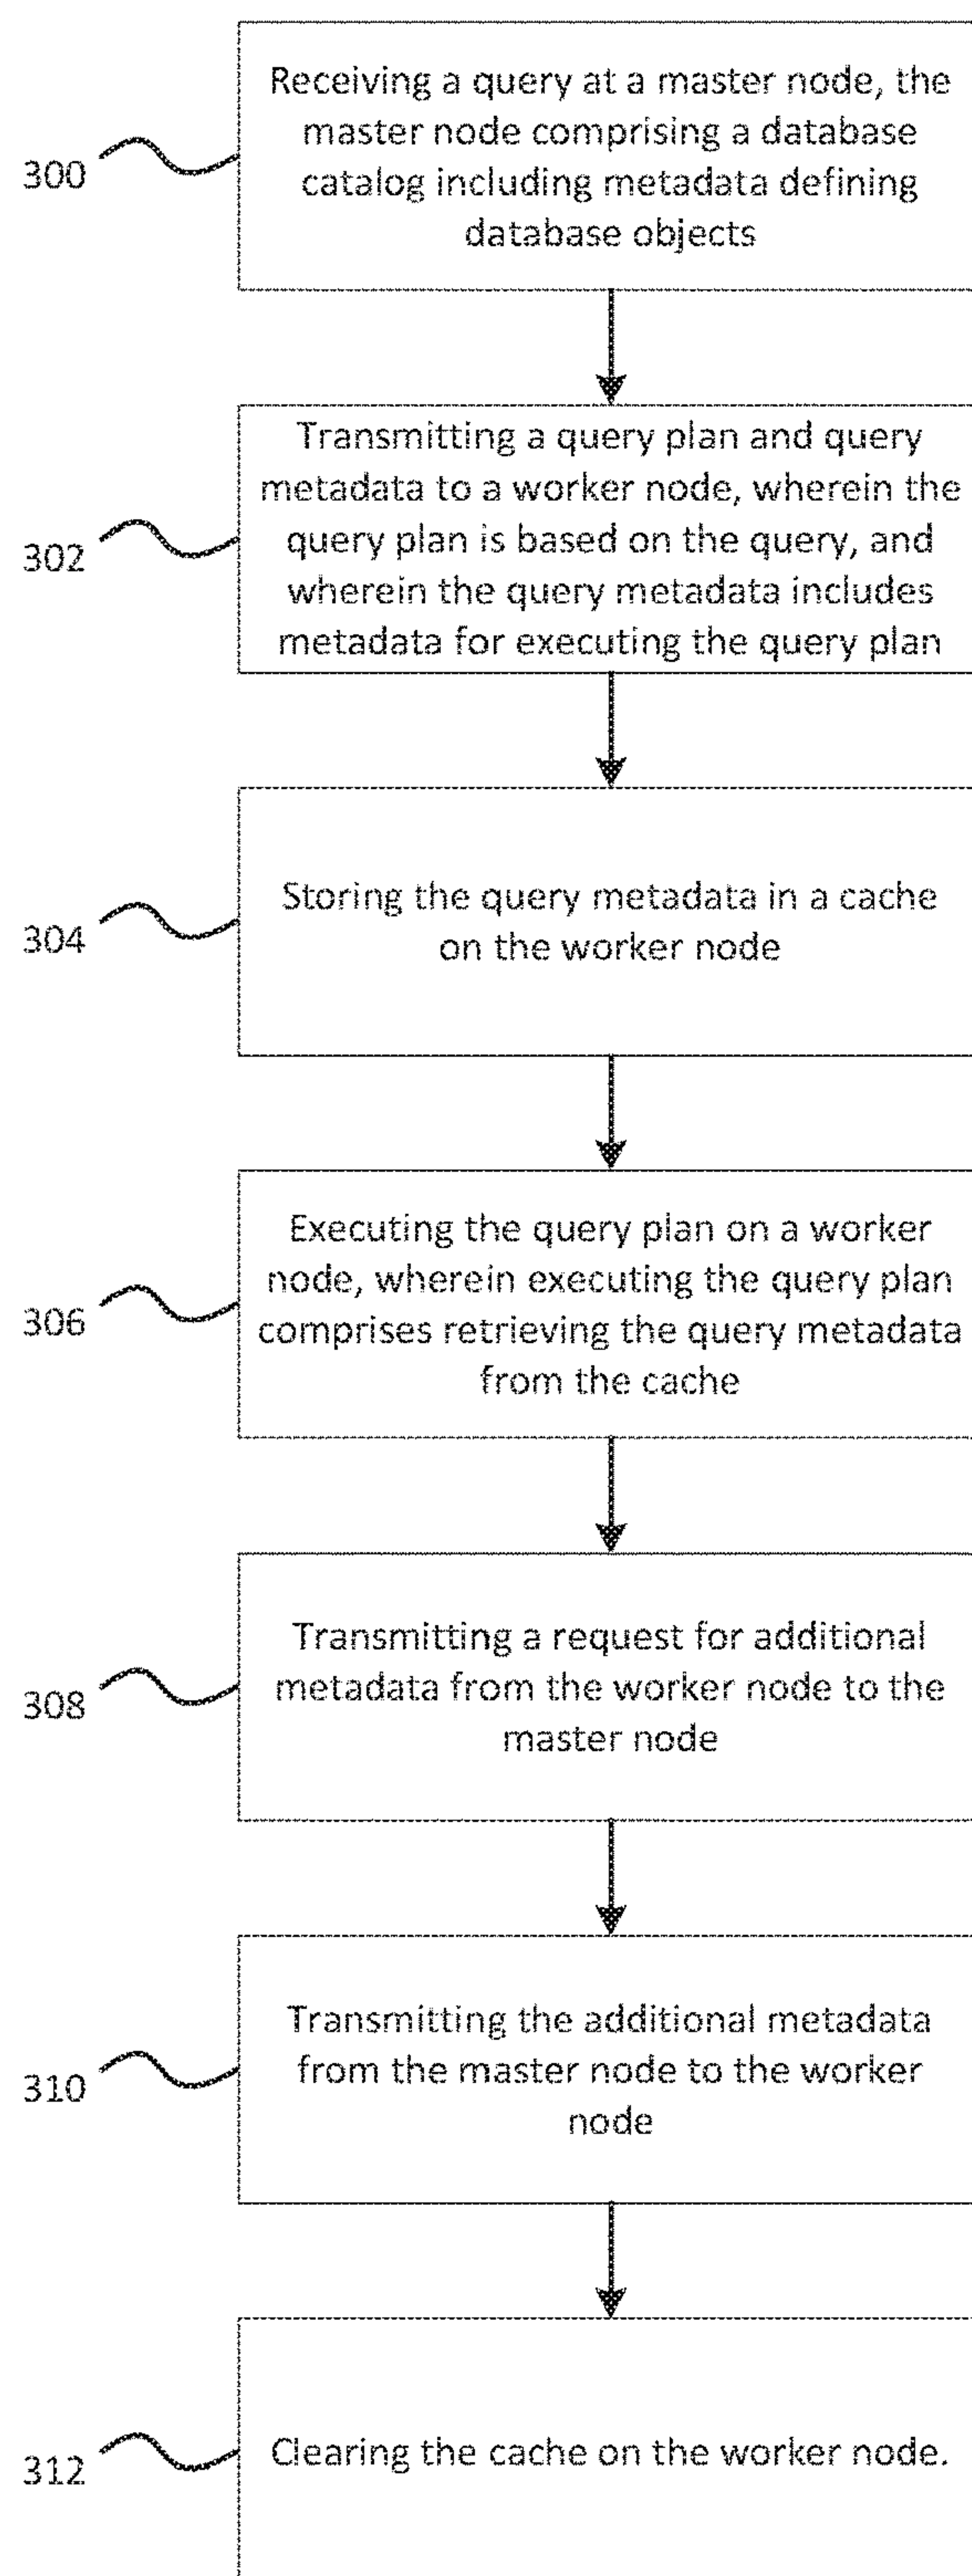 Receiving a query at a master node, the
master node comprising a database
catalog including metadata defining
database objects
300
Transmitting a query plan and query
metadata to a worker node, wherein the
query plan is based on the query, and
wherein the query metadata includes
metadata for executing the query plan
302
Storing the query metadata in a cache
on the worker node
304
Executing the query plan on a worker
node, wherein executing the query plan
comprises retrieving the query metadata
from the cache
306
Transmitting a request for additional
metadata from the worker node to the
master node
308
Transmitting the additional metadata
from the master node to the worker
node
310
Clearing the cache on the worker node.
312